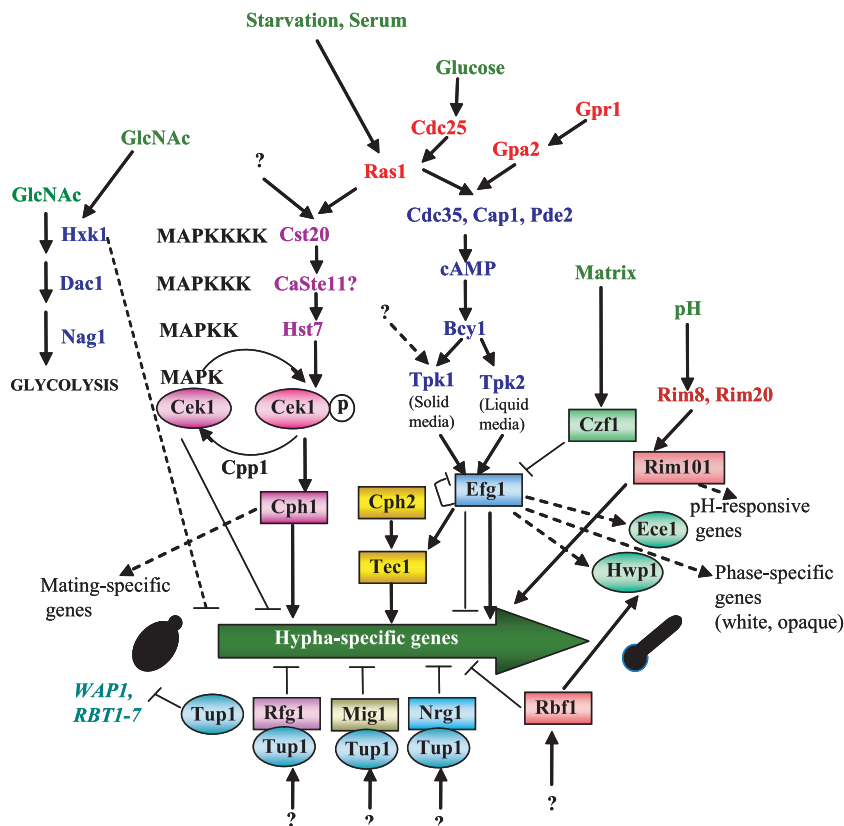 Starvation, Serum
Glucose
Gpr1
Cdc25
GlcNAc
Gpa2
?
Ras1
GlcNAc
Cdc35, Cap1, Pde2
Hxk1
MAPKKKK Cst20
cAMP
Matrix
Dac1
MAPKKK CaSte11?
pH
?
Nag1
MAPKK Hst7
Bcy1
GLYCOLYSIS
MAPK
Tpk1
(Solid
media)
Tpk2
(Liquid
media)
Rim8, Rim20
Cek1
Cek1
P
Czf1
Cpp1
Rim101
Efg1
Cph1
Cph2
pH-responsive
genes
Ece1
Tec1
Hwp1
Mating-specific
genes
Phase-specific
genes
(white, opaque)
Hypha-specific genes
WAP1,
RBT1-7
Tup1
Rfg1
Mig1
Nrg1
Rbf1
Tup1
Tup1
Tup1
?
?
?
?